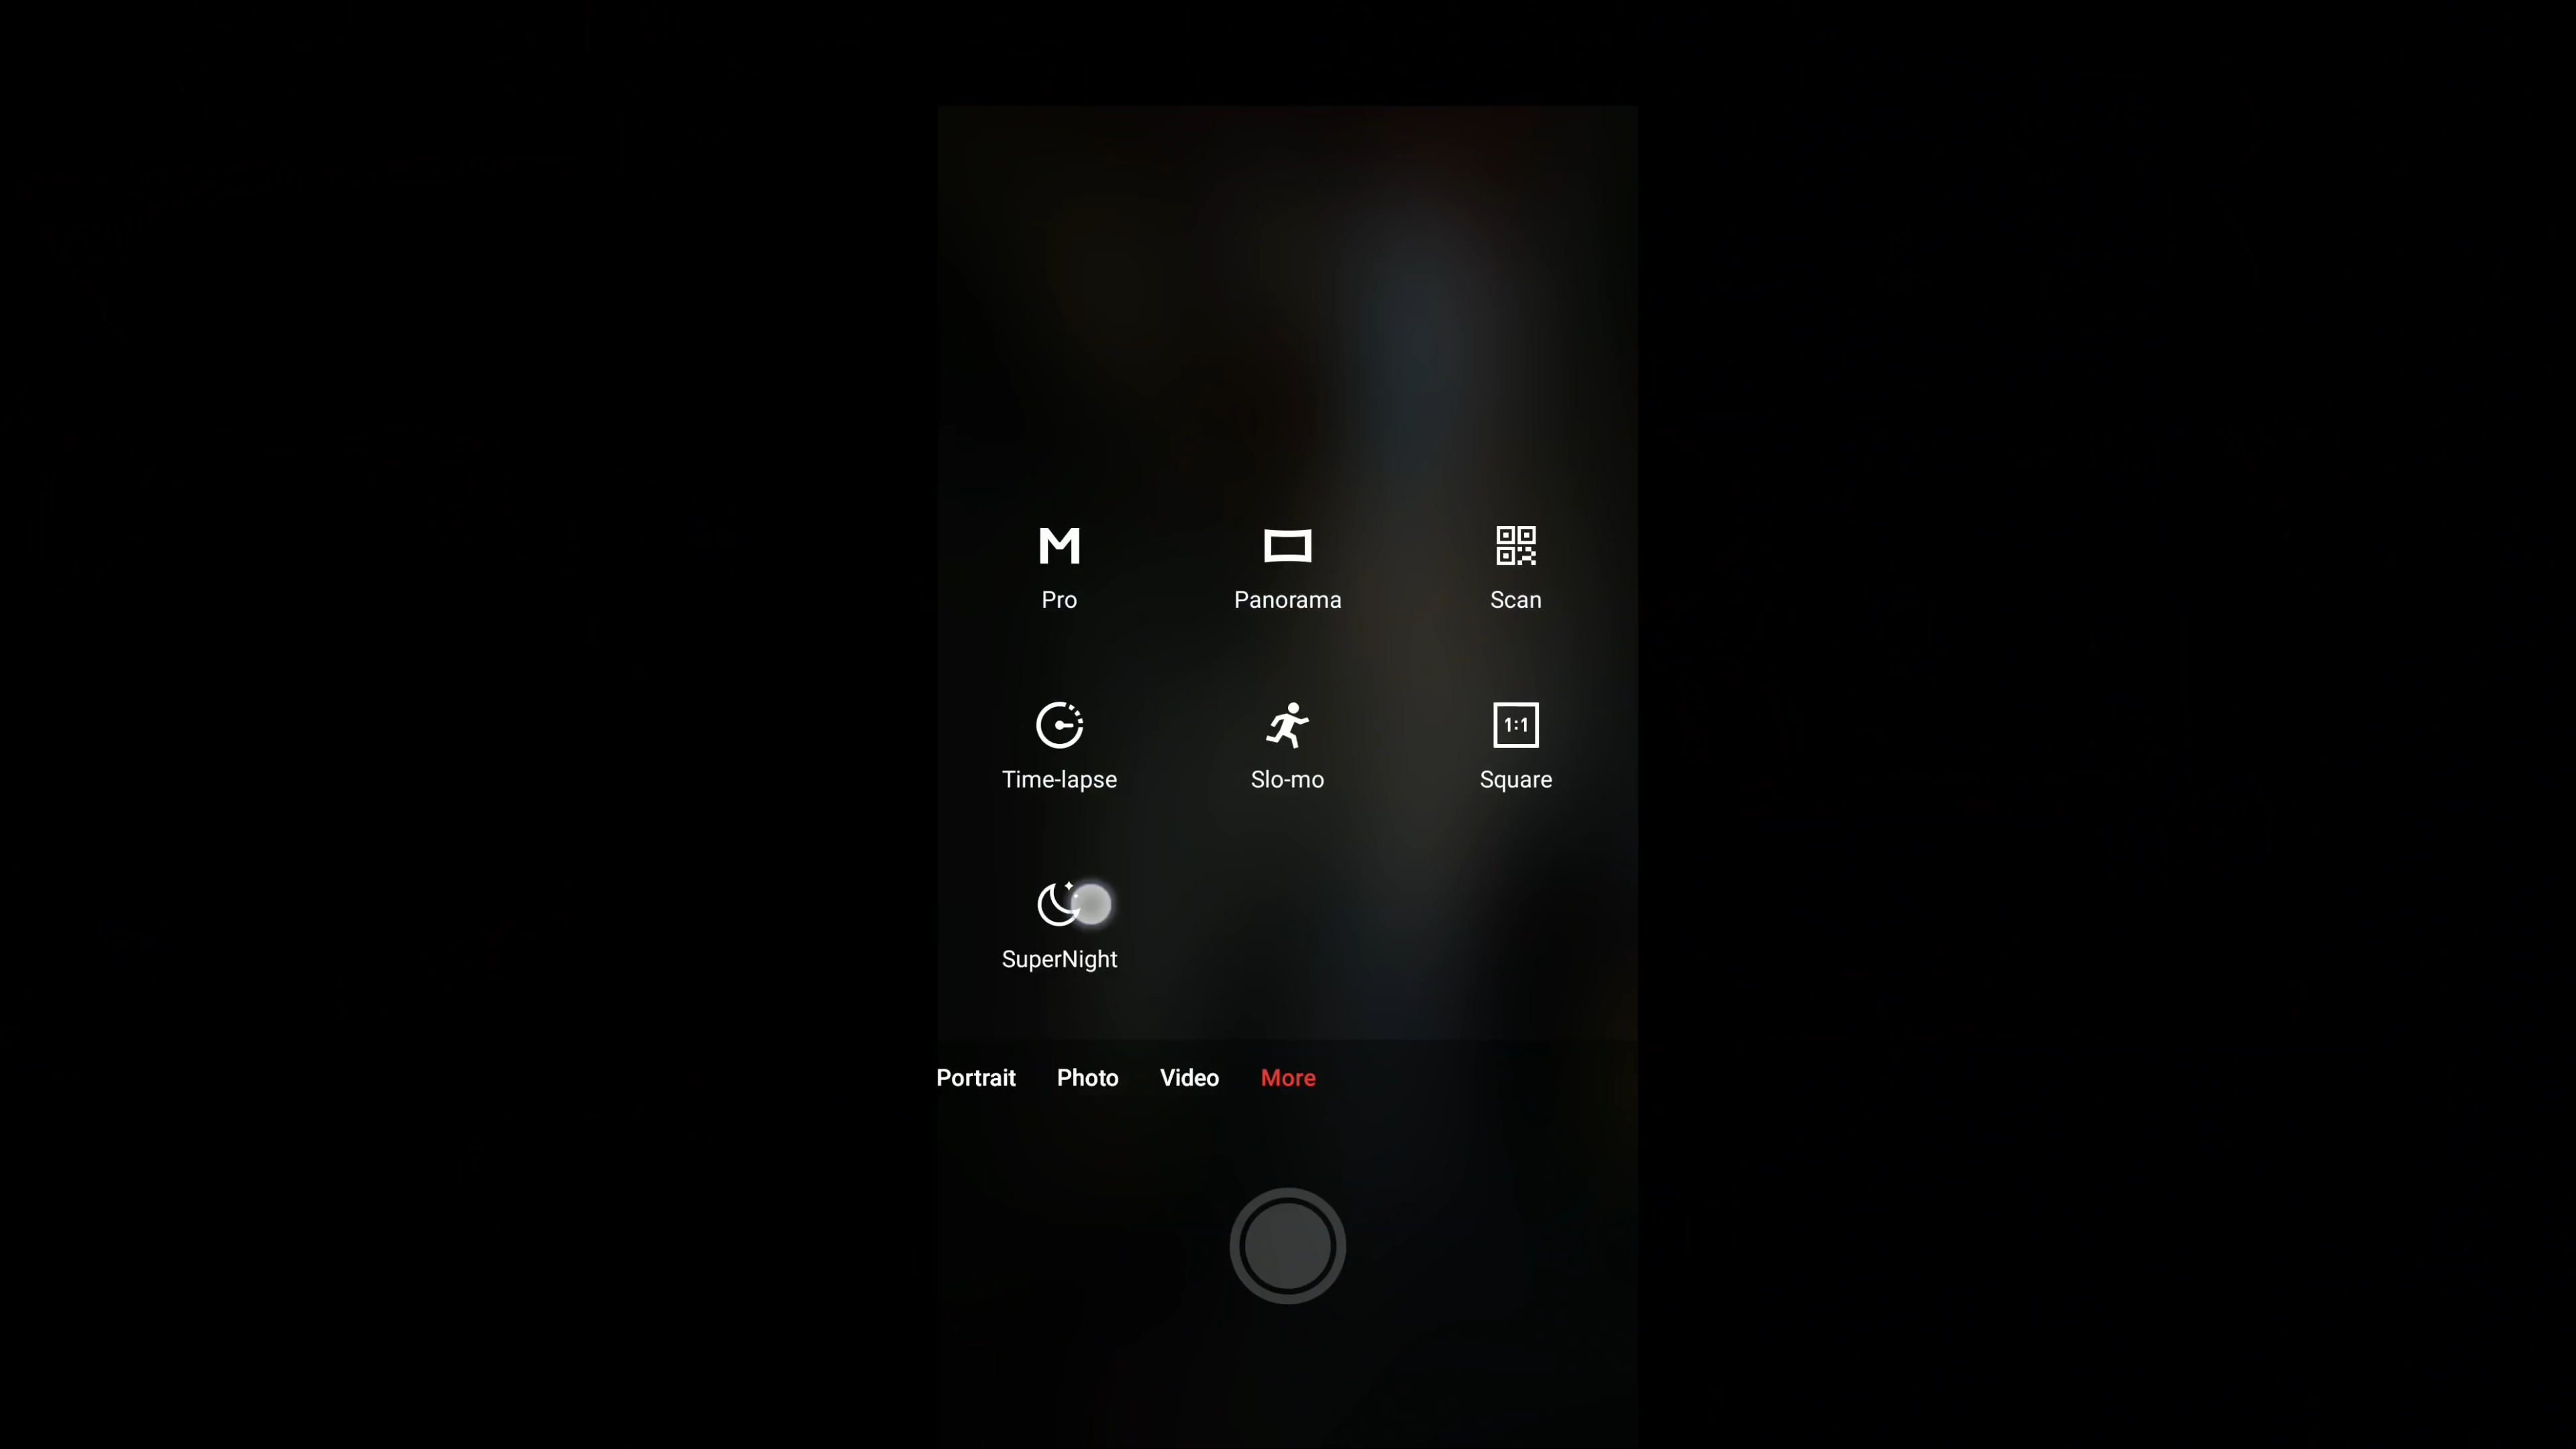 M
Pro
Panorama
Scan
Time-lapse
Slo-mo
1:1
Square
SuperNight
Portrait Photo Video More